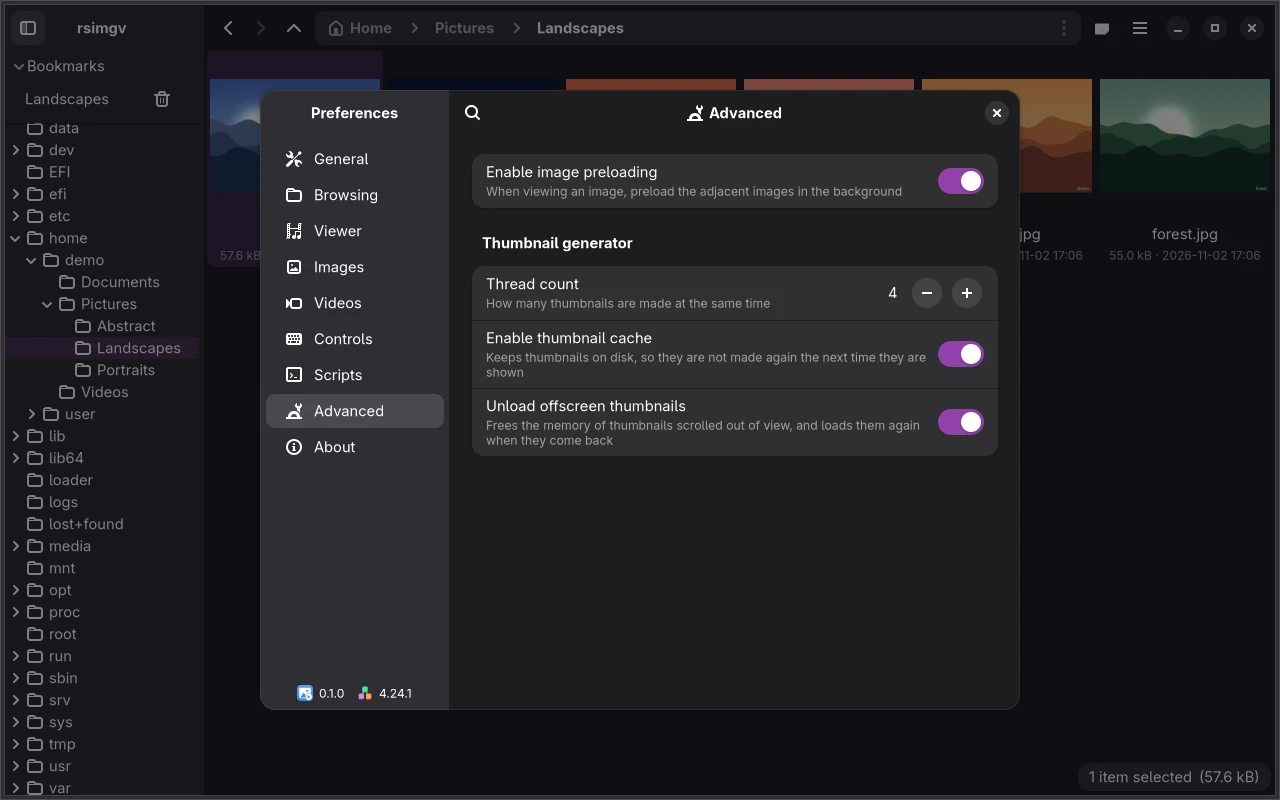 rsimgv
Home
Pictures
Landscapes
Bookmarks
Landscapes
data
dev
EFI
efi
etc
home
demo
Documents
Pictures
Abstract
Landscapes
Portraits
Videos
user
lib
lib64
loader
logs
lost+found
media
mnt
opt
proc
root
run
sbin
srv
sys
tmp
usr
var
57.6 kB
Preferences
General
Browsing
Viewer
Images
Videos
Controls
Scripts
Advanced
About
0.1.0
4.24.1
Advanced
Enable image preloading
When viewing an image, preload the adjacent images in the background
Thumbnail generator
Thread count
How many thumbnails are made at the same time
4
Enable thumbnail cache
Keeps thumbnails on disk, so they are not made again the next time they are
shown
Unload offscreen thumbnails
Frees the memory of thumbnails scrolled out of view, and loads them again
when they come back
.jpg
11-02 17:06
forest.jpg
55.0 kB · 2026-11-02 17:06
1 item selected (57.6 kB)